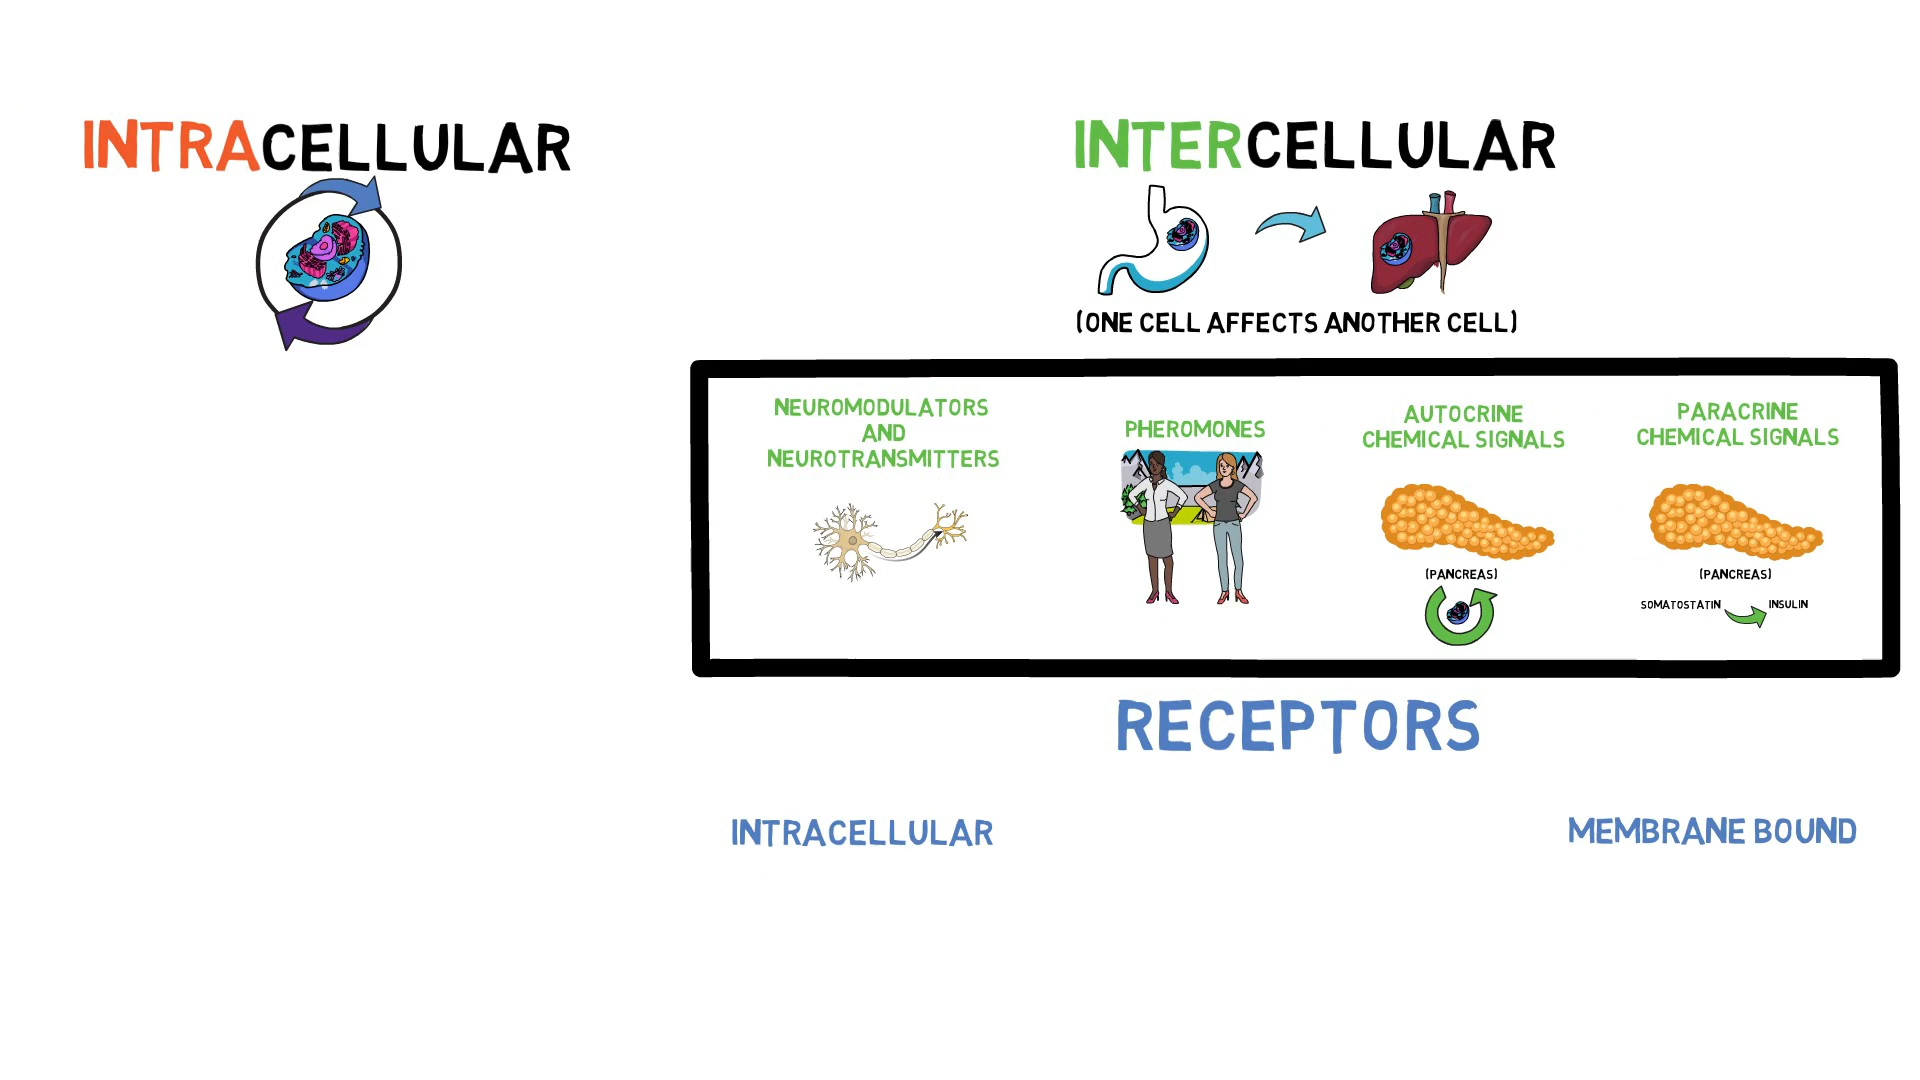 INTRACELLULAR
INTERCELLULAR
(ONE CELL AFFECTS ANOTHER CELL)
NEUROMODULATORS
AND
NEUROTRANSMITTERS
PHEROMONES
AUTOCRINE
CHEMICAL SIGNALS
(PANCREAS)
PARACRINE
CHEMICAL SIGNALS
(PANCREAS)
SOMATOSTATIN INSULIN
RECEPTORS
INTRACELLULAR
MEMBRANE BOUND